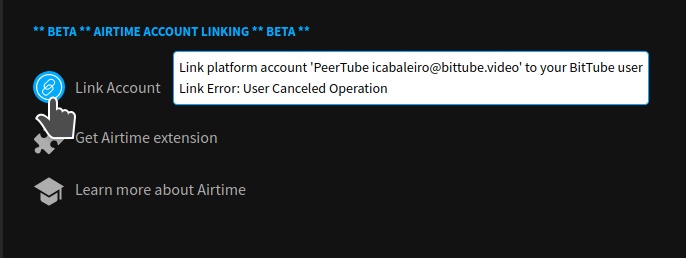 ** BETA ** AIRTIME ACCOUNT LINKING ** BETA **
Link Account
Link platform account 'PeerTube icabaleiro@bittube.video' to your BitTube user
Link Error: User Canceled Operation
Get Airtime extension
Learn more about Airtime